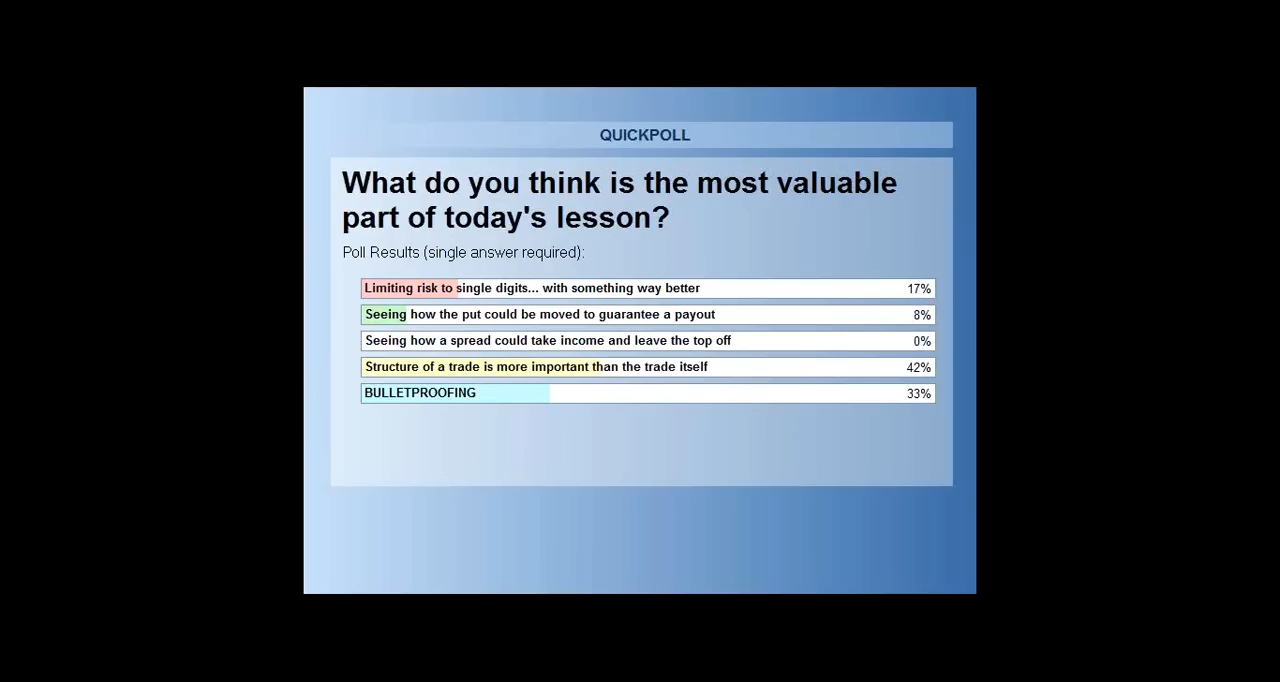 QUICKPOLL
What do you think is the most valuable
part of today's lesson?
Poll Results (single answer required):
Limiting risk to single digits... with something way better 17%
Seeing how the put could be moved to guarantee a payout 8%
Seeing how a spread could take income and leave the top off 0%
Structure of a trade is more important than the trade itself 42%
BULLETPROOFING 33%